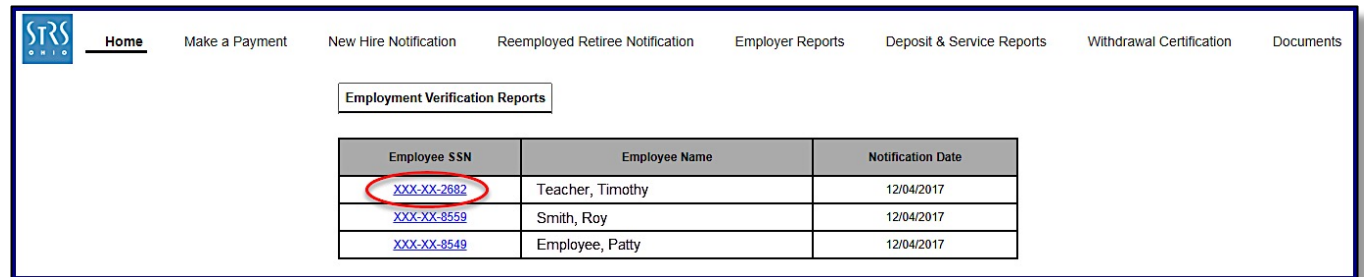 STRS
OHIO
Home Make a Payment New Hire Notification Reemployed Retiree Notification Employer Reports Deposit & Service Reports Withdrawal Certification Documents
Employment Verification Reports
Employee SSN Employee Name Notification Date
XXX-XX-2682 Teacher, Timothy 12/04/2017
XXX-XX-8559 Smith, Roy 12/04/2017
XXX-XX-8549 Employee, Patty 12/04/2017